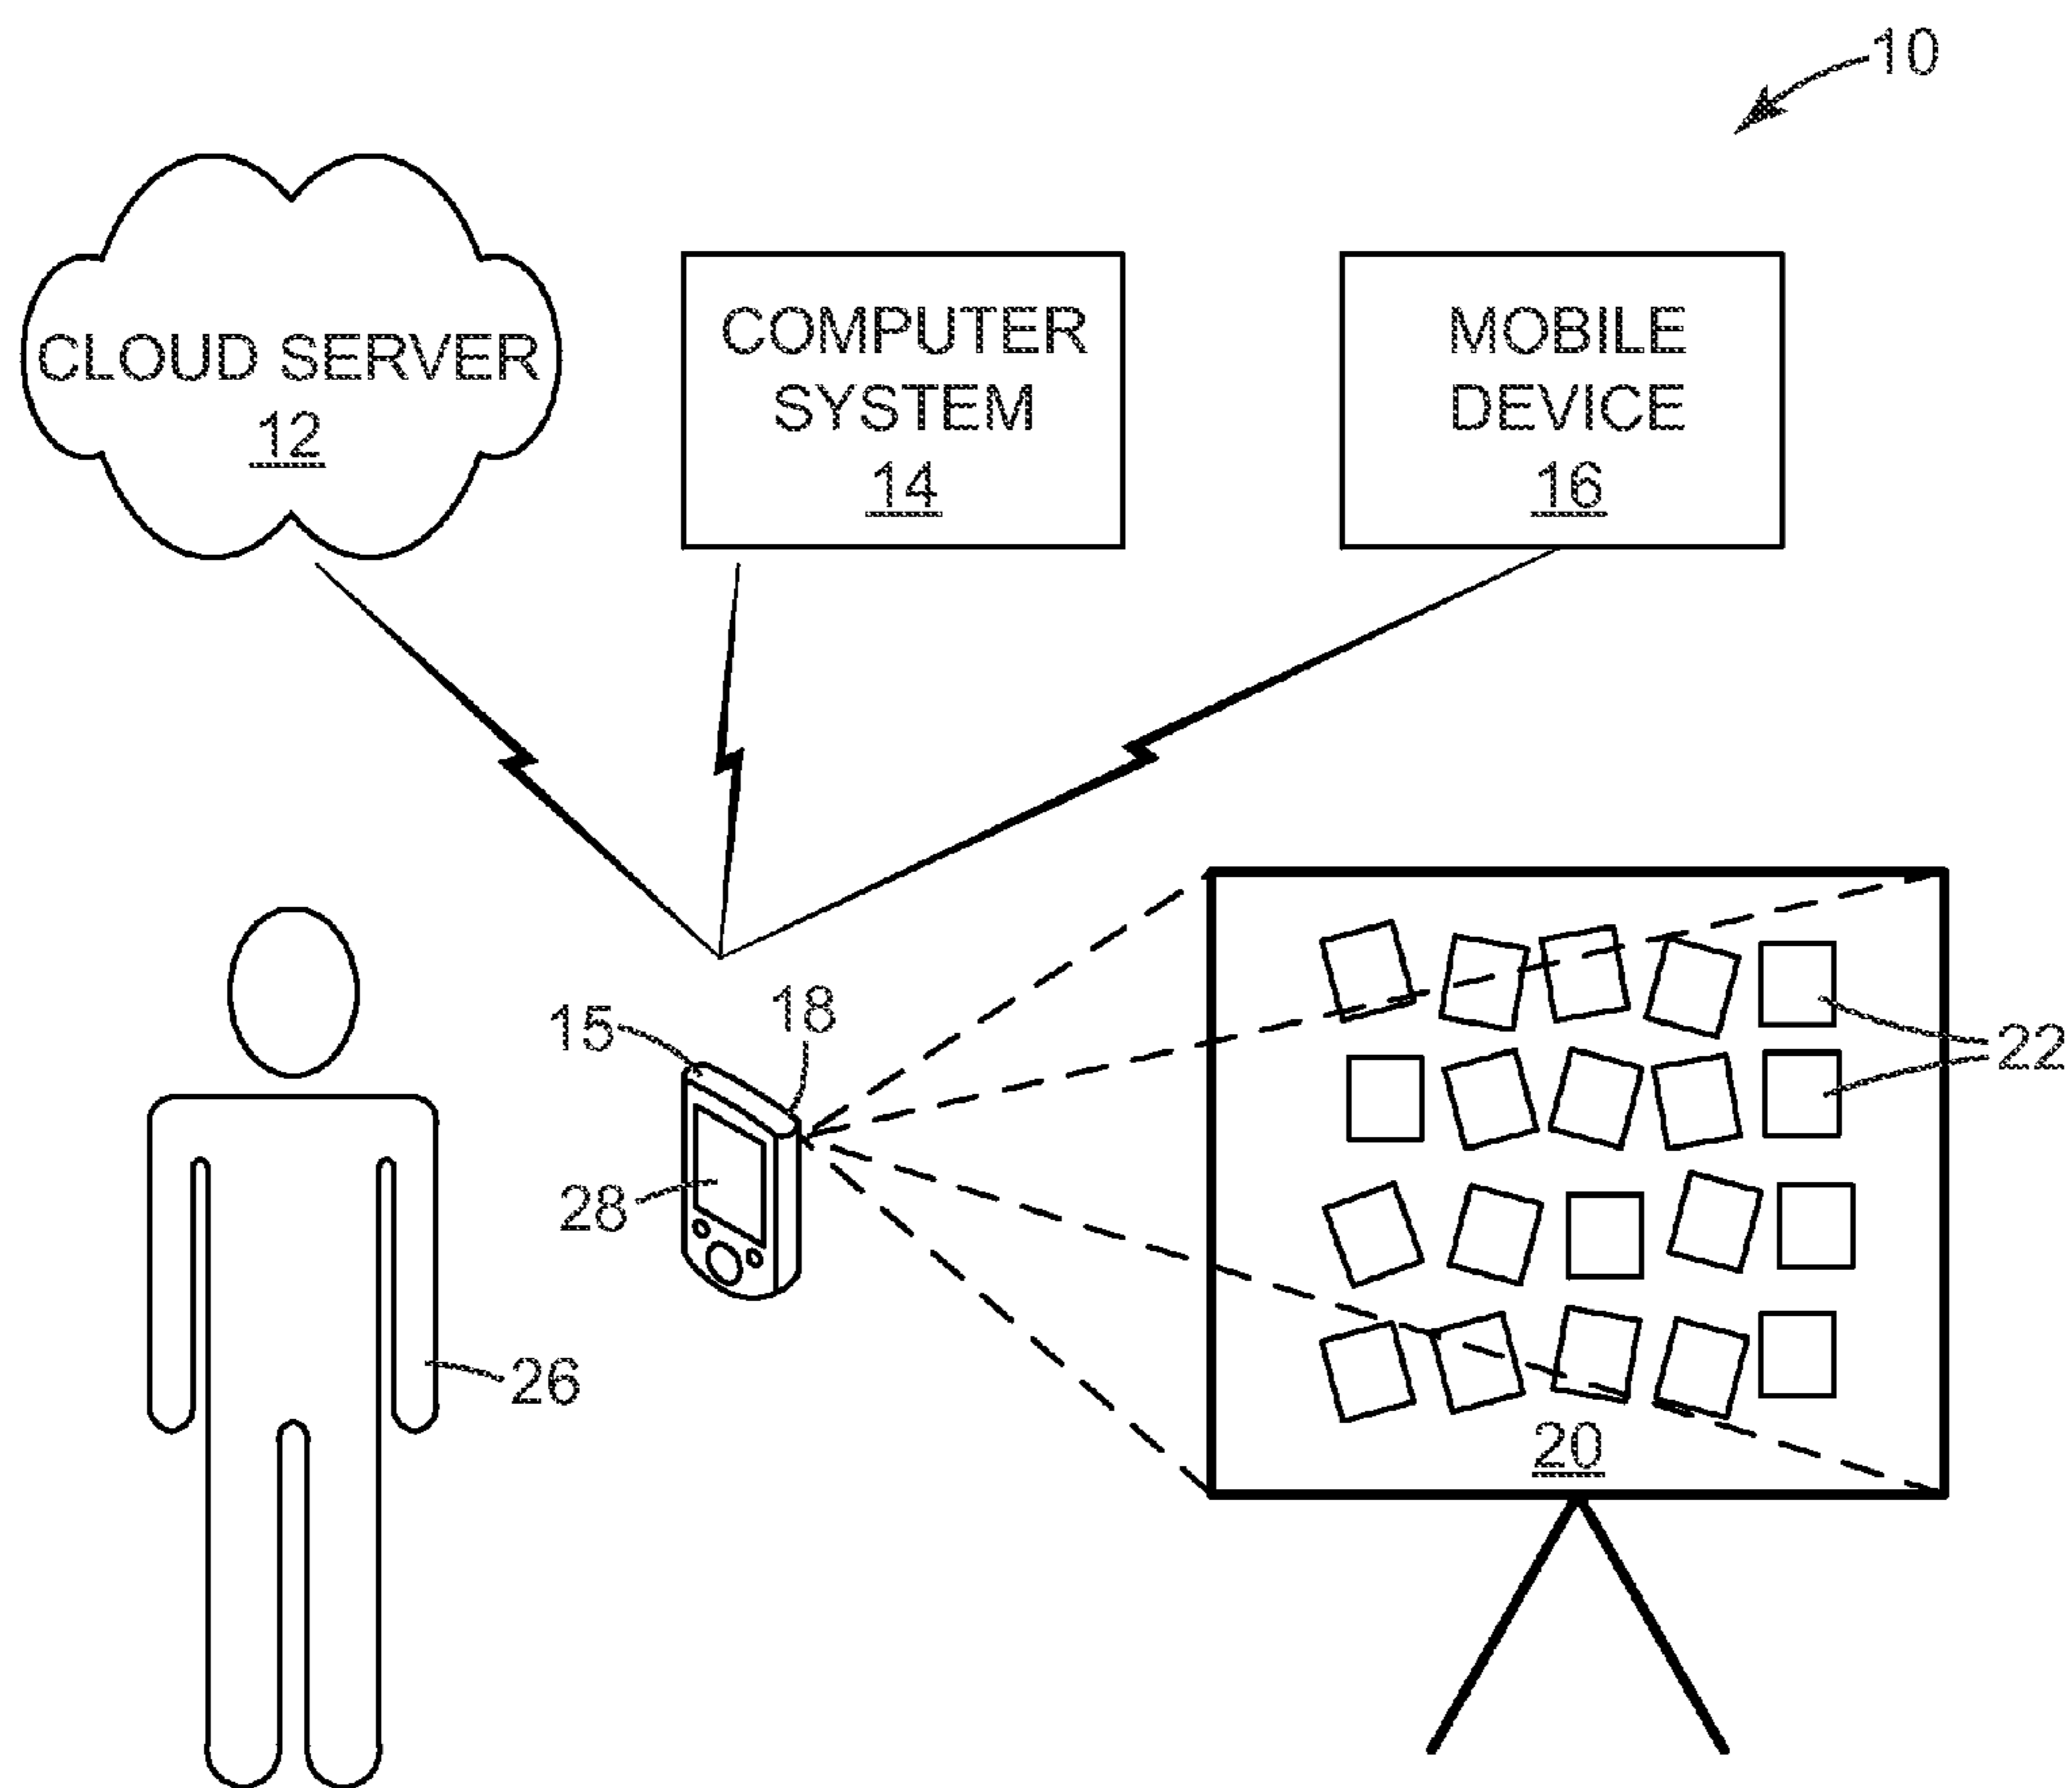 10
CLOUD SERVER
12
COMPUTER
SYSTEM
14
MOBILE
DEVICE
16
15
18
22
28
26
20